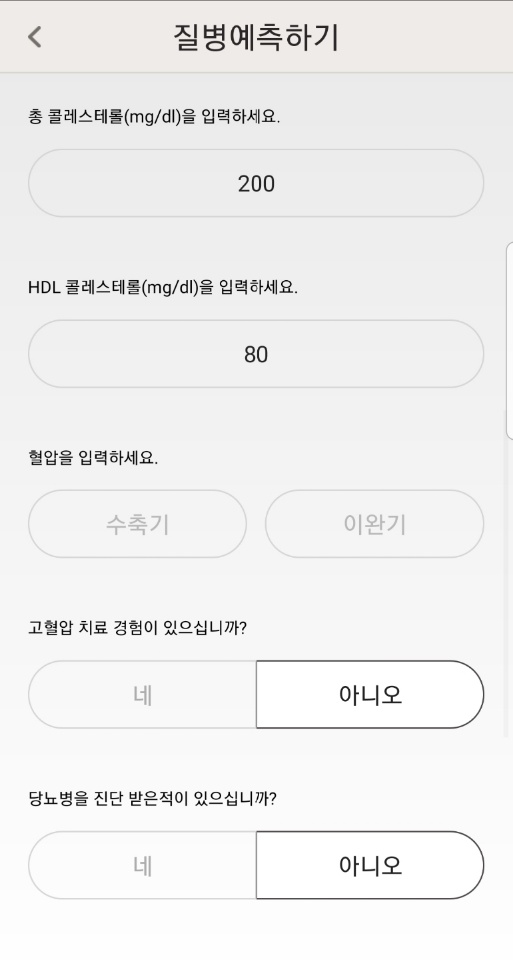 질병예측하기
총 콜레스테롤(mg/dl)을 입력하세요.
200
HDL 콜레스테롤(mg/dl)을 입력하세요.
80
혈압을 입력하세요.
수축기 이완기
고혈압 치료 경험이 있으십니까?
네 아니오
당뇨병을 진단 받은적이 있으십니까?
네 아니오